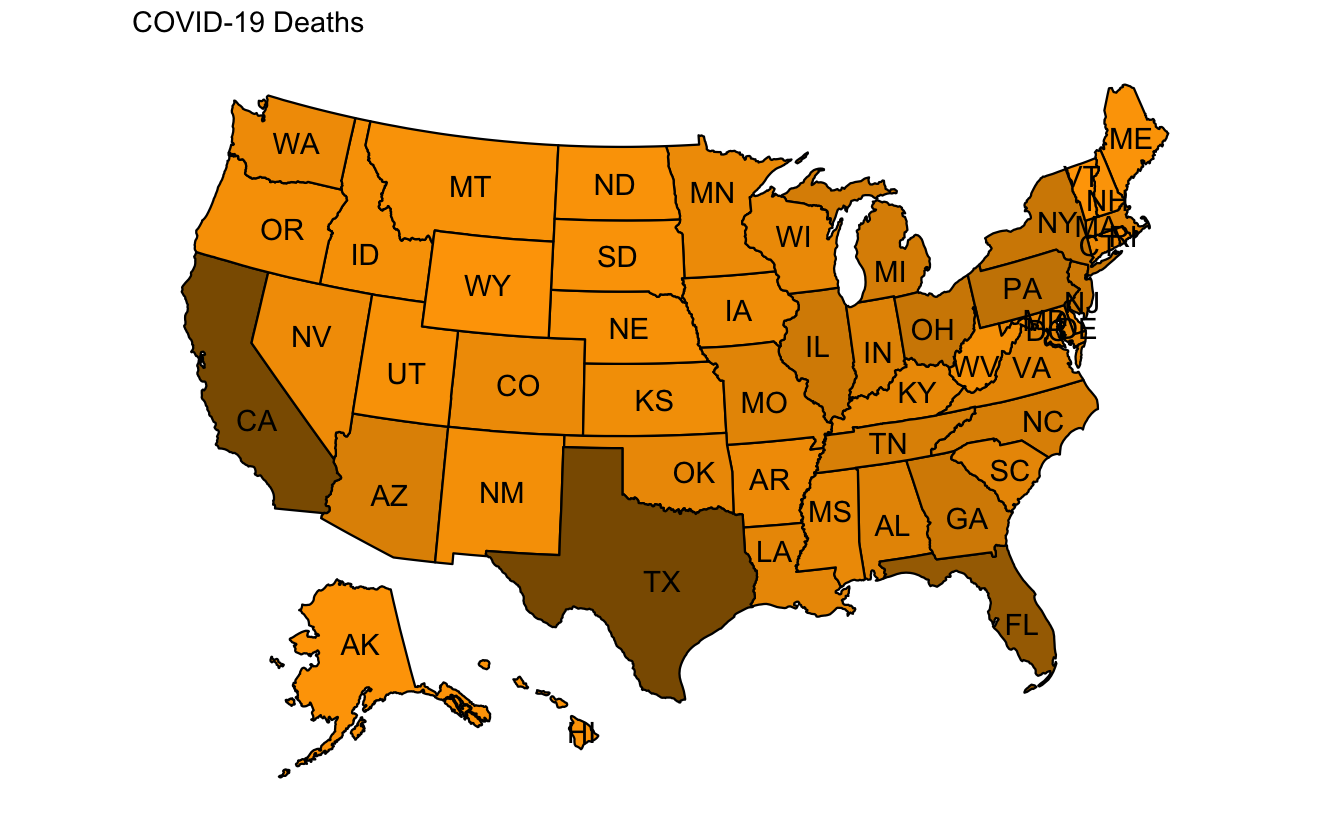 COVID-19 Deaths
ME
WA
VT
MT
ND
MN
NH
NY
MA
OR
WI
RI
CT
ID
SD
MI
WY
PA
NJ
IA
MD
NE
OH
DC
DE
NV
IL
IN
WV
VA
UT
CO
KY
KS
MO
CA
NC
TN
OK
SC
AR
AZ
NM
MS
GA
AL
LA
TX
FL
AK
HI